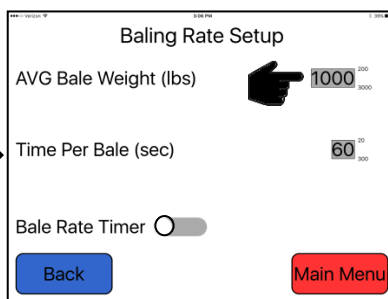 Verizon 3:06 PM 39%
Baling Rate Setup
AVG Bale Weight (lbs) 1000 200
3000
Time Per Bale (sec) 60 20
300
Bale Rate Timer
Back Main Menu